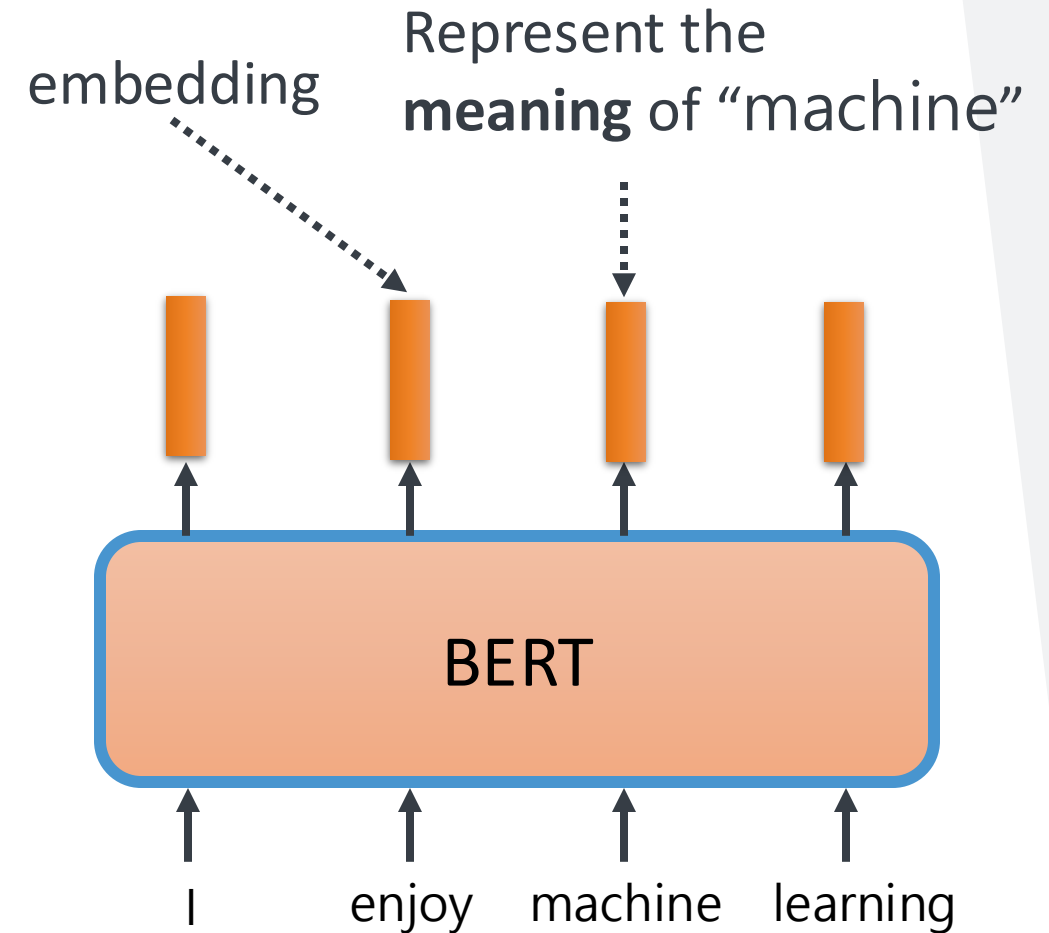 embedding
Represent the
meaning of “machine”
BERT
I enjoy machine learning